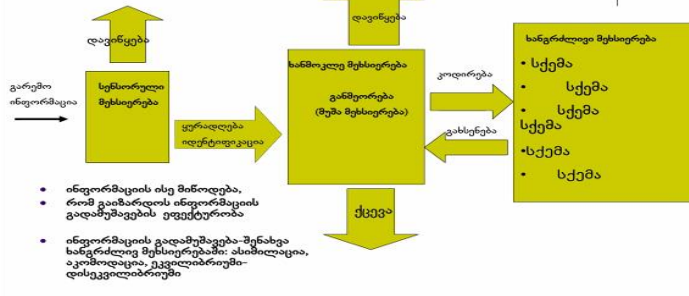 დავიწყება
დავიწყება
გარემო
ინფორმაცია
სენსორული
მეხსიერება
ყურადღება
იდენტიფიკაცია
ხანმოკლე მეხსიერება
განმეორება
(მუშა მეხსიერება)
კოდირება
გახსენება
ხანგრძლივი მეხსიერება
• სქემა
• სქემა
• სქემა
სქემა
•სქემა
• სქემა
ქცევა
• ინფორმაციის ისე მიწოდება,
• რომ გაიზარდოს ინფორმაციის
გადამუშავების ეფექტურობა
• ინფორმაციის გადამუშავება-შენახვა
ხანგრძლივ მეხსიერებაში: ასიმილაცია,
აკომოდაცია, ეკვილიბრიუმი-
დისეკვილიბრიუმი